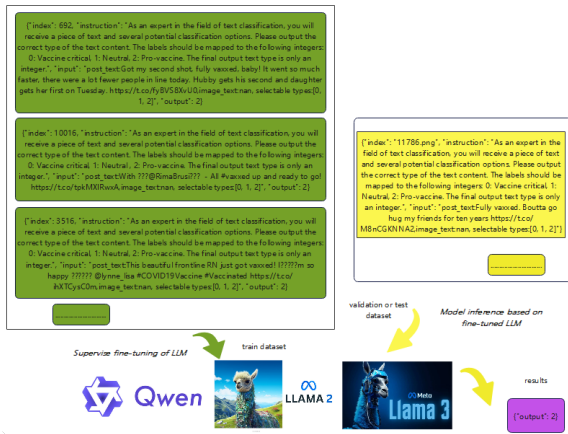 {"index": 692, "instruction": "As an expert in the field of text classification, you will
receive a piece of text and several potential classification options. Please output the
correct type of the text content. The labels should be mapped to the following integers:
0: Vaccine critical, 1: Neutral, 2: Pro-vaccine. The final output text type is only an
integer.", "input": "post_text:Got my second shot, fully vaxxed, baby! It went so much
faster, there were a lot fewer people in line today. Hubby gets his second and daughter
gets her first on Tuesday.
1, 2]", "output": 2}
{"index": 10016, "instruction": "As an expert in the field of text classification, you will
receive a piece of text and several potential classification options. Please output the
correct type of the text content. The labels should be mapped to the following integers:
0: Vaccine critical, 1: Neutral, 2: Pro-vaccine. The final output text type is only an
integer.", "input": "post_text:With ???@RimaBrusi??? - All #varxed up and ready to go!
https://t.co/tpkMXIRwxA,image_text:nan, selectable types:[0, 1, 2]", "output": 2}
{"index": 3516, "instruction": "As an expert in the field of text classification, you will
receive a piece of text and several potential classification options. Please output the
correct type of the text content. The labels should be mapped to the following integers:
0: Vaccine critical, 1: Neutral, 2: Pro-vaccine. The final output text type is only an
integer.", "input": "post_text:This beautiful frontline RN just got vaxxed! I?????m so
happy ?????? @lynne_lisa #COVID19Vaccine #Vaccinated https://t.co/
ihXTCysC0m,image_text:nan, selectable types:[0, 1, 2]", "output": 2}
........................
{"index": "11786.png", "instruction": "As an expert in the
field of text classification, you will receive a piece of text
and several potential classification options. Please output
the correct type of the text content. The labels should be
mapped to the following integers: 0: Vaccine critical, 1:
Neutral, 2: Pro-vaccine. The final output text type is only
an integer.", "input": "post_text:Fully vaxxed. Boutta go
hug my friends for ten years https://t.co/
M8nCGKNNA2,image_text:nan, selectable types:[0, 1, 2]"}
........................
validation or test
dataset
Model inference based on
fine-tuned LLM
train dataset
Supervise fine-tuning of LLM
Qwen
LLAMA 2
Meta
Llama 3
results
{"output": 2}